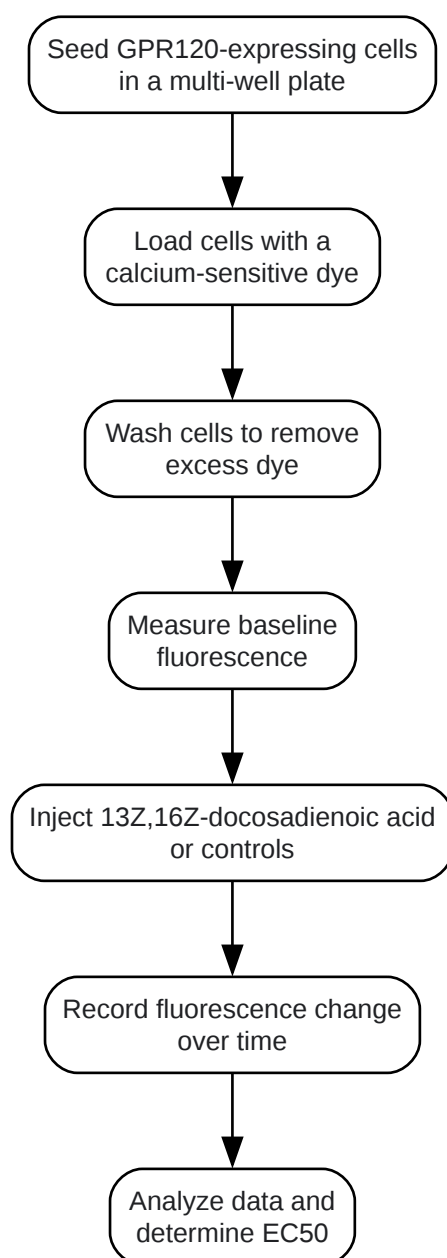 Seed GPR120-expressing cells
in a multi-well plate
Load cells with a
calcium-sensitive dye
Wash cells to remove
excess dye
Measure baseline
fluorescence
Inject 13Z,16Z-docosadienoic acid
or controls
Record fluorescence change
over time
Analyze data and
determine EC50